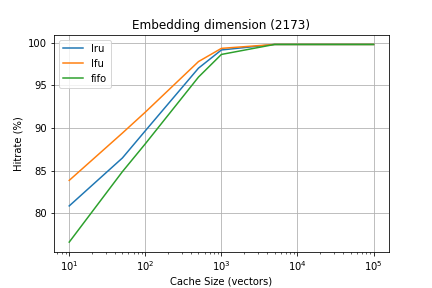 Embedding dimension (2173)
lru
lfu
fifo
Hitrate (%)
100
95
90
85
80
10¹ 10² 10³ 10⁴ 10⁵
Cache Size (vectors)